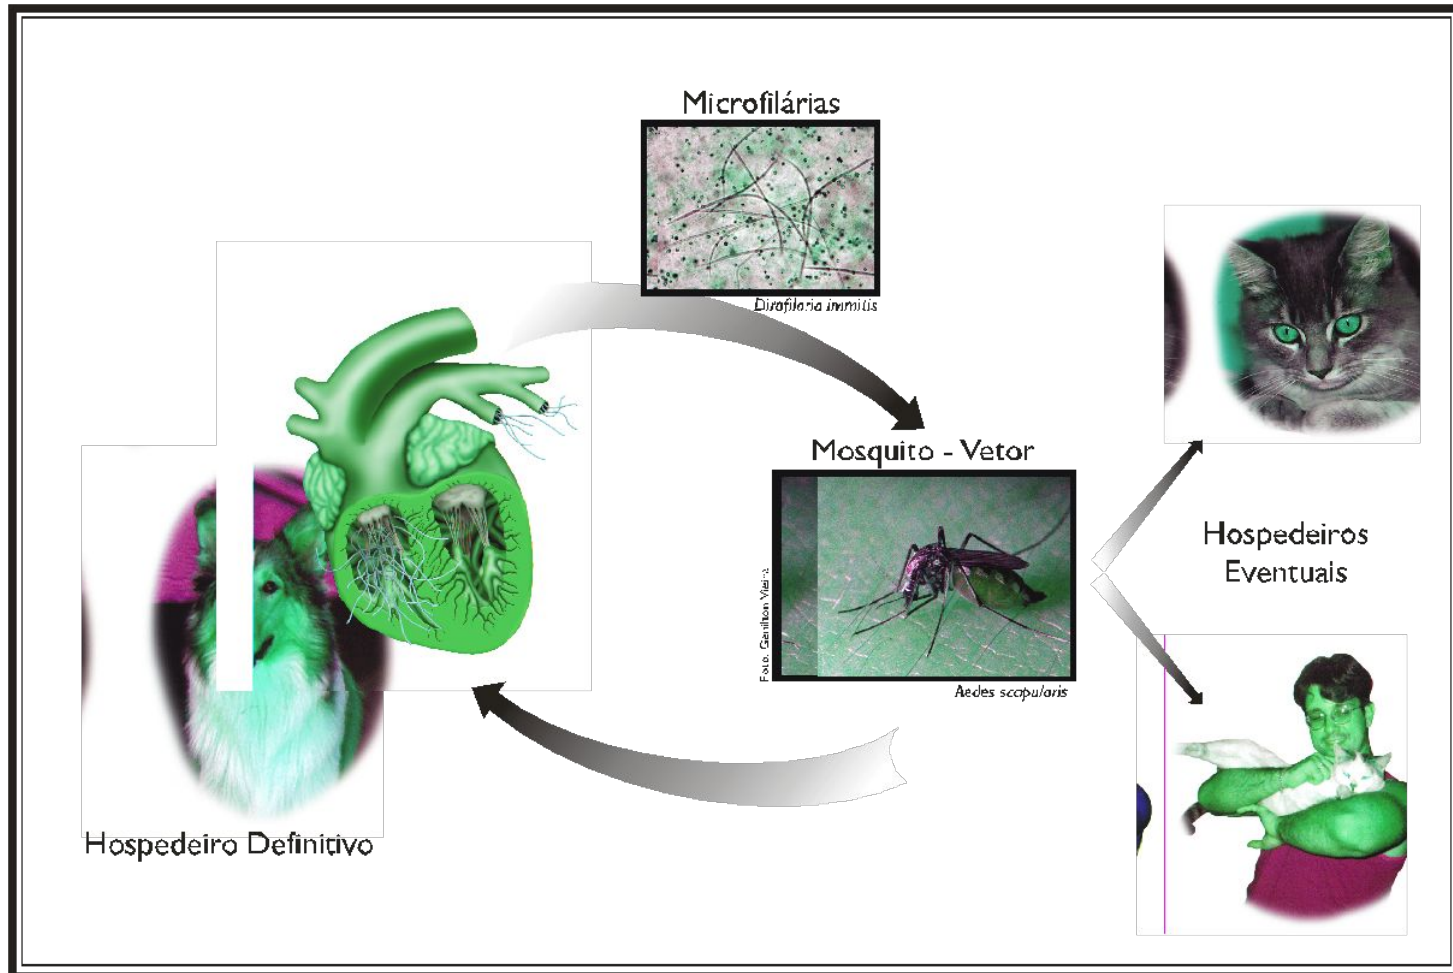 Microfilárias
Dirofilaria immitis
Mosquito - Vetor
Foto: Genilton Vieira
Aedes scapularis
Hospedeiros
Eventuais
Hospedeiro Definitivo